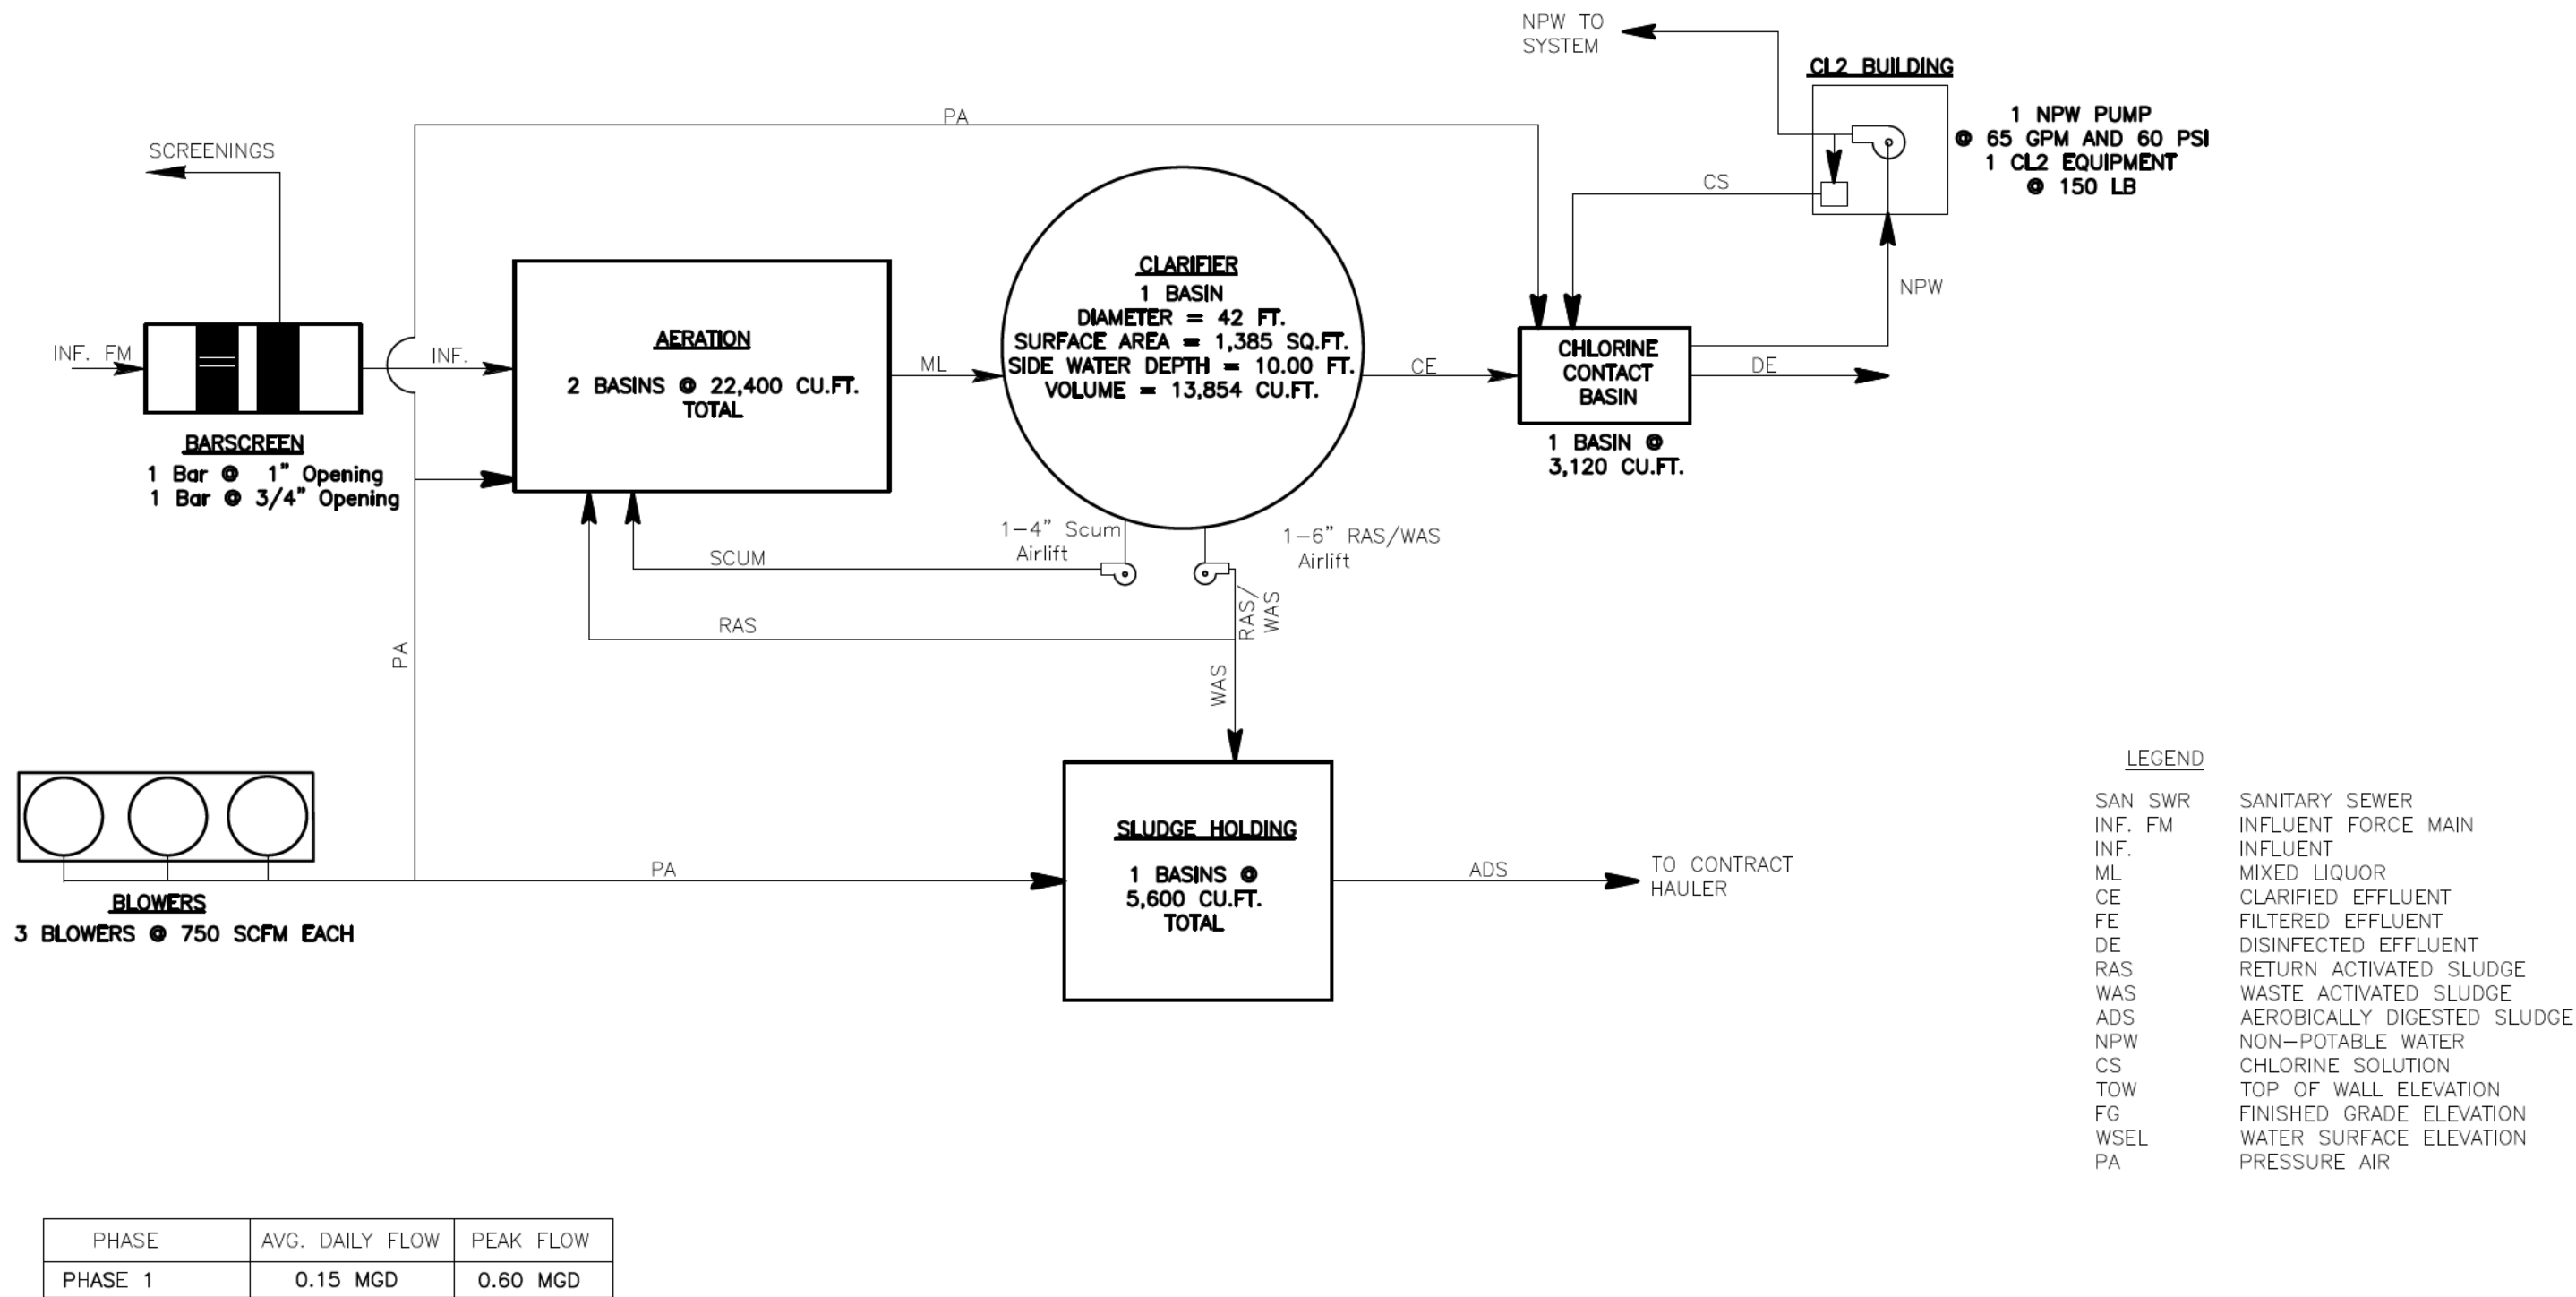 NPW TO
SYSTEM
CL2 BUILDING
1 NPW PUMP
@ 65 GPM AND 60 PSI
1 CL2 EQUIPMENT
@ 150 LB
PA
SCREENINGS
CS
NPW
INF. FM
INF.
BARSCREEN
1 Bar @ 1" Opening
1 Bar @ 3/4" Opening
AERATION
2 BASINS @ 22,400 CU.FT.
TOTAL
ML
CLARIFIER
1 BASIN
DIAMETER = 42 FT.
SURFACE AREA = 1,385 SQ.FT.
SIDE WATER DEPTH = 10.00 FT.
VOLUME = 13,854 CU.FT.
CE
CHLORINE
CONTACT
BASIN
1 BASIN @
3,120 CU.FT.
DE
1-4" Scum
Airlift
1-6" RAS/WAS
Airlift
SCUM
RAS
RAS/
WAS
WAS
PA
BLOWERS
3 BLOWERS @ 750 SCFM EACH
PA
SLUDGE HOLDING
1 BASINS @
5,600 CU.FT.
TOTAL
ADS
TO CONTRACT
HAULER
LEGEND
SAN SWR SANITARY SEWER
INF. FM INFLUENT FORCE MAIN
INF. INFLUENT
ML MIXED LIQUOR
CE CLARIFIED EFFLUENT
FE FILTERED EFFLUENT
DE DISINFECTED EFFLUENT
RAS RETURN ACTIVATED SLUDGE
WAS WASTE ACTIVATED SLUDGE
ADS AEROBICALLY DIGESTED SLUDGE
NPW NON-POTABLE WATER
CS CHLORINE SOLUTION
TOW TOP OF WALL ELEVATION
FG FINISHED GRADE ELEVATION
WSEL WATER SURFACE ELEVATION
PA PRESSURE AIR
PHASE AVG. DAILY FLOW PEAK FLOW
PHASE 1 0.15 MGD 0.60 MGD